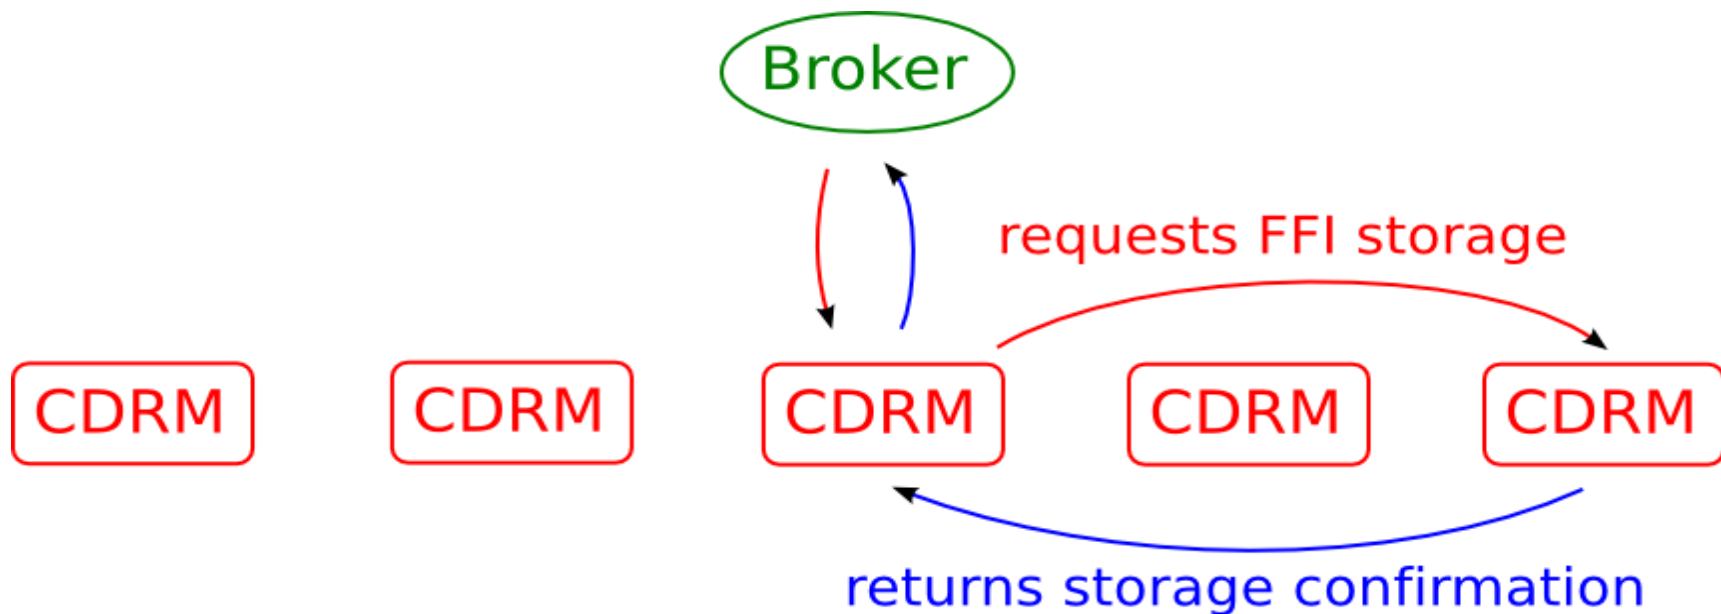 Broker
requests FFI storage
CDRM CDRM CDRM CDRM CDRM
returns storage confirmation